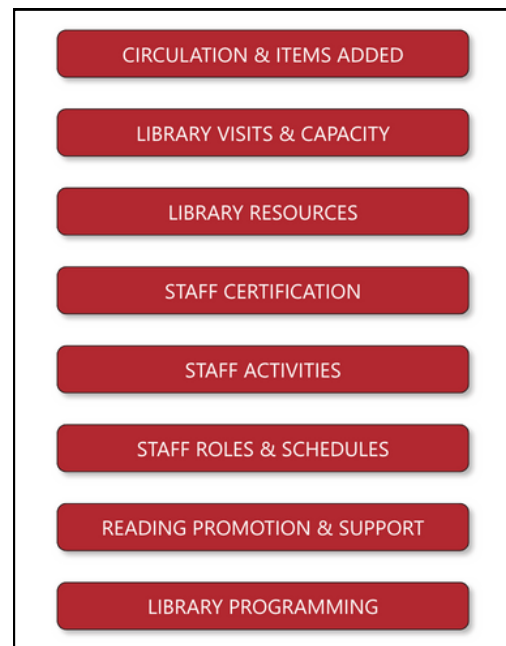 CIRCULATION & ITEMS ADDED
LIBRARY VISITS & CAPACITY
LIBRARY RESOURCES
STAFF CERTIFICATION
STAFF ACTIVITIES
STAFF ROLES & SCHEDULES
READING PROMOTION & SUPPORT
LIBRARY PROGRAMMING